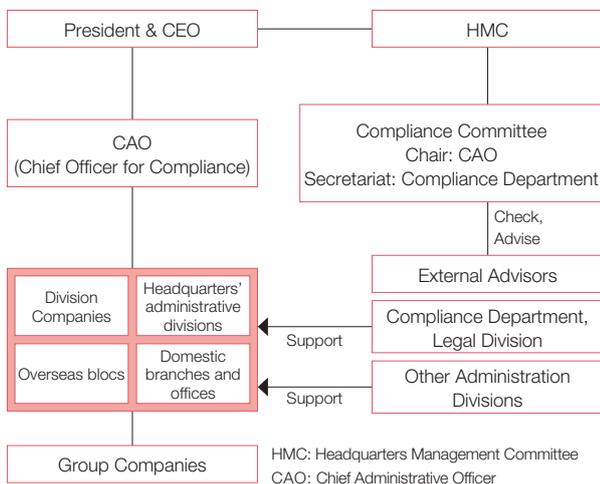 President & CEO
HMC
CAO
(Chief Officer for Compliance)
Compliance Committee
Chair: CAO
Secretariat: Compliance Department
Check,
Advise
External Advisors
Division
Companies
Headquarters’
administrative
divisions
Overseas blocs
Domestic
branches and
offices
Support
Compliance Department,
Legal Division
Support
Other Administration
Divisions
Group Companies
HMC: Headquarters Management Committee
CAO: Chief Administrative Officer